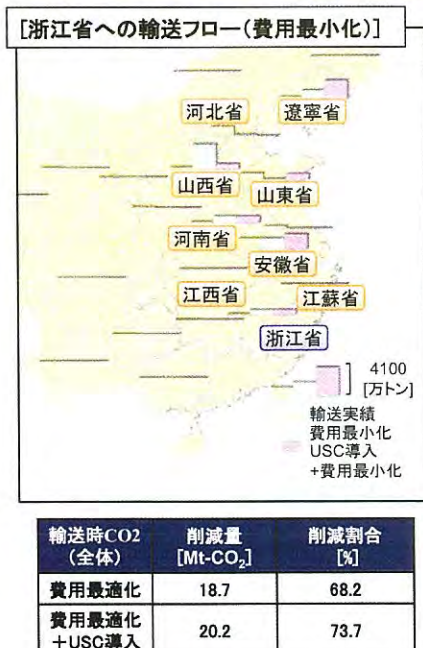 [浙江省への輸送フロー(費用最小化)]
河北省
遼寧省
山西省
山東省
河南省
安徽省
江西省
江蘇省
浙江省
4100
[万トン]
輸送実績
費用最小化
USC導入
+費用最小化
輸送時CO2
(全体)
削減量
[Mt-CO₂]
削減割合
[%]
費用最適化 18.7 68.2
費用最適化
+USC導入
20.2 73.7